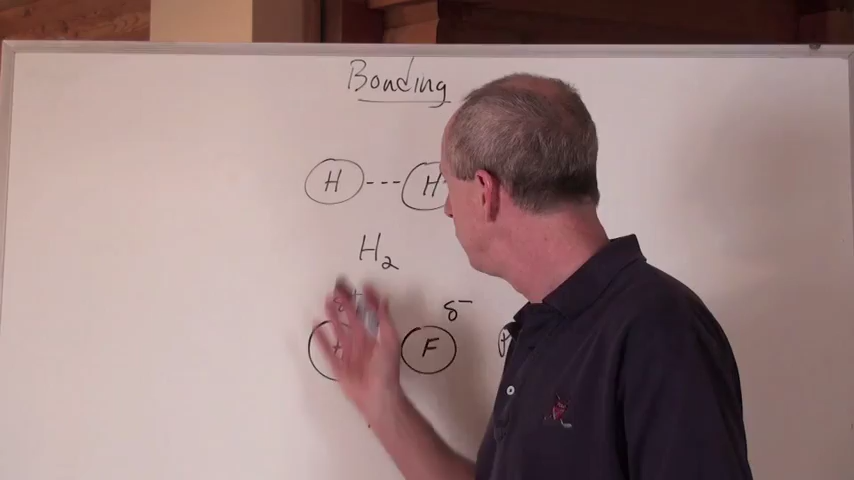 Bonding
H --- H
H₂
δ+ δ−
F